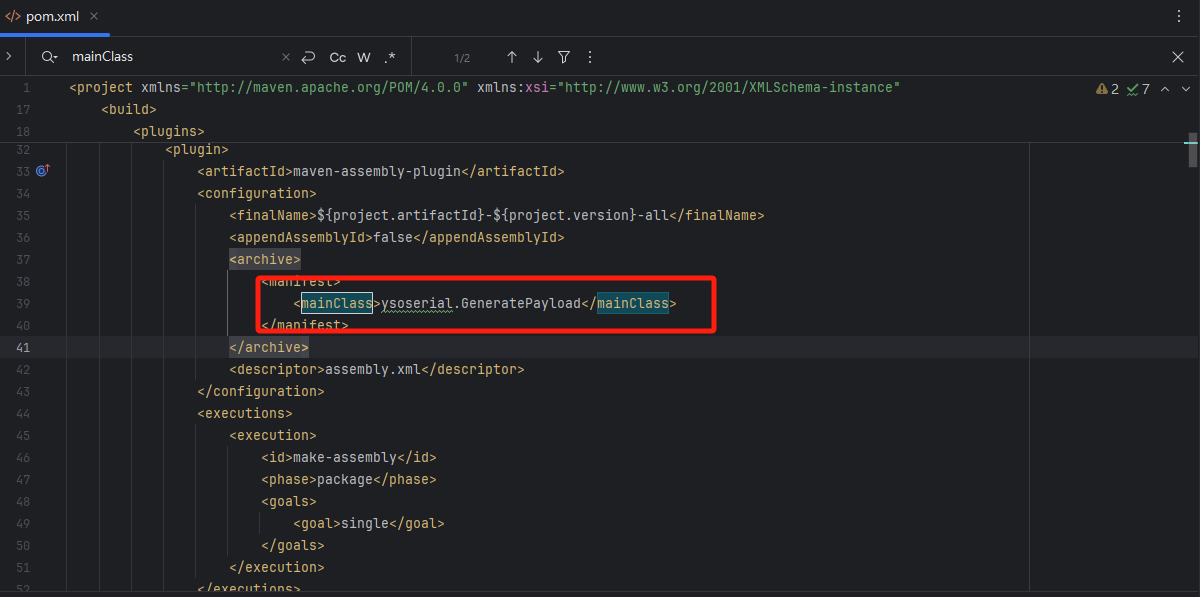 </> pom.xml ×
mainClass × Cc W .* 1/2
1 <project xmlns="http://maven.apache.org/POM/4.0.0" xmlns:xsi="http://www.w3.org/2001/XMLSchema-instance" 2 7
17 <build>
18 <plugins>
32 <plugin>
33 <artifactId>maven-assembly-plugin</artifactId>
34 <configuration>
35 <finalName>${project.artifactId}-${project.version}-all</finalName>
36 <appendAssemblyId>false</appendAssemblyId>
37 <archive>
38 <manifest>
39 <mainClass>ysoserial.GeneratePayload</mainClass>
40 </manifest>
41 </archive>
42 <descriptor>assembly.xml</descriptor>
43 </configuration>
44 <executions>
45 <execution>
46 <id>make-assembly</id>
47 <phase>package</phase>
48 <goals>
49 <goal>single</goal>
50 </goals>
51 </execution>
52 </executions>